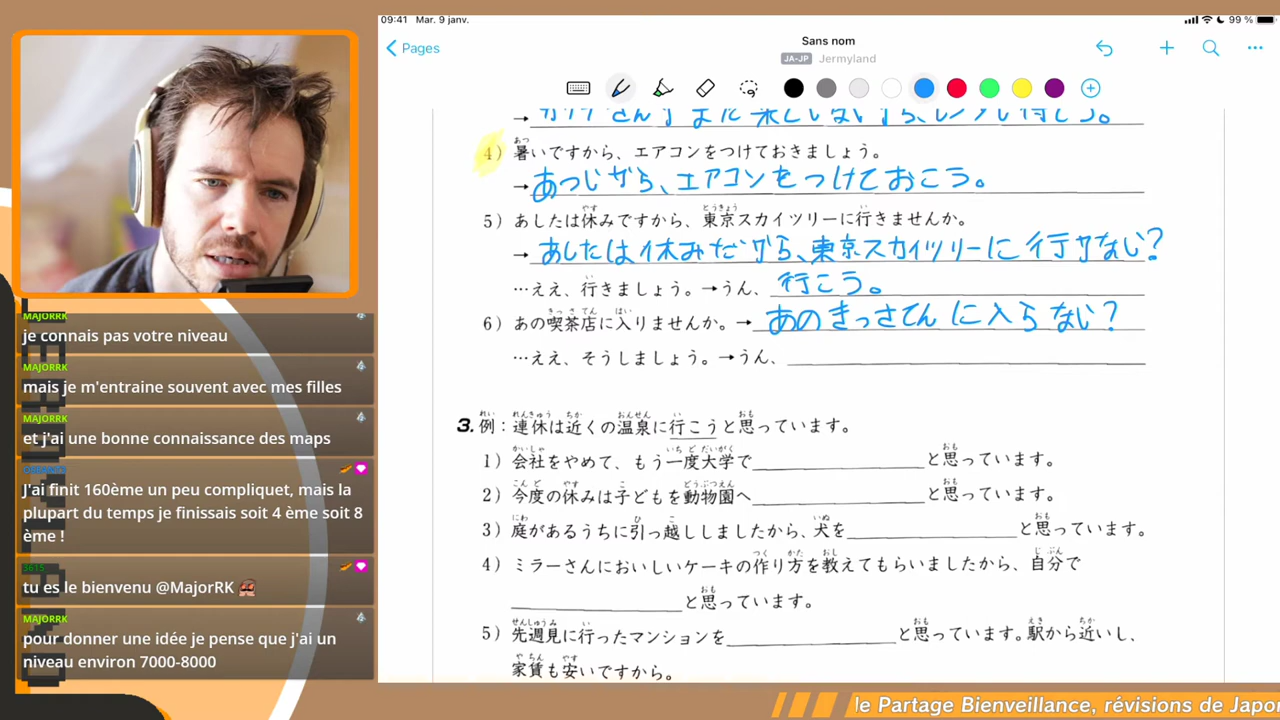 09:41 Mar. 9 janv.
99 %
Pages
Sans nom
JA-JP Jermyland
4) 暑いですから、エアコンをつけておきましょう。
→ あついから、エアコンをつけておこう。
5) あしたは休みですから、東京スカイツリーに行きませんか。
→ あしたは休みだから、東京スカイツリーに行かない?
…ええ、行きましょう。→うん、 行こう。
6) あの喫茶店に入りませんか。→ あのきっさてんに入らない?
…ええ、そうしましょう。→うん、
3. 例: 連休は近くの温泉に行こうと思っています。
1) 会社をやめて、もう一度大学で と思っています。
2) 今度の休みは子どもを動物園へ と思っています。
3) 庭があるうちに引っ越ししましたから、犬を と思っています。
4) ミラーさんにおいしいケーキの作り方を教えてもらいましたから、自分で
と思っています。
5) 先週見に行ったマンションを と思っています。駅から近いし、
家賃も安いですから。
MAJORRK
je connais pas votre niveau
MAJORRK
mais je m'entraine souvent avec mes filles
MAJORRK
et j'ai une bonne connaissance des maps
J'ai finit 160ème un peu compliquet, mais la
plupart du temps je finissais soit 4 ème soit 8
ème !
3615
tu es le bienvenu @MajorRK
MAJORRK
pour donner une idée je pense que j'ai un
niveau environ 7000-8000
le Partage Bienveillance, révisions de Japon